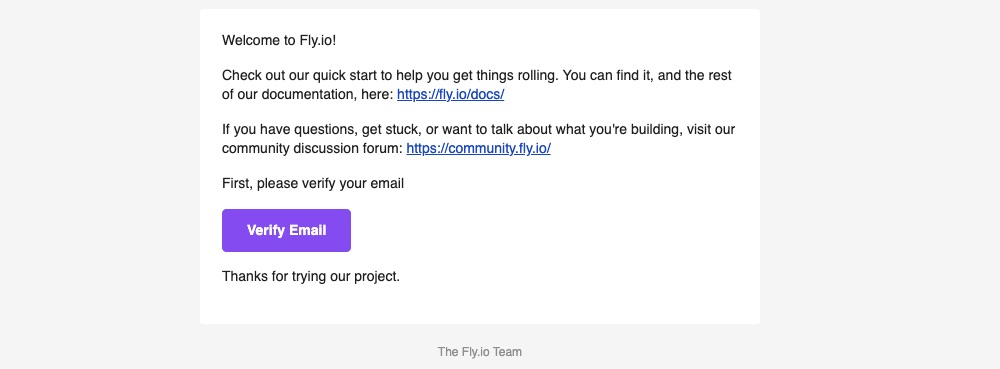 Welcome to Fly.io!
Check out our quick start to help you get things rolling. You can find it, and the rest
of our documentation, here: https://fly.io/docs/
If you have questions, get stuck, or want to talk about what you're building, visit our
community discussion forum: https://community.fly.io/
First, please verify your email
Verify Email
Thanks for trying our project.
The Fly.io Team